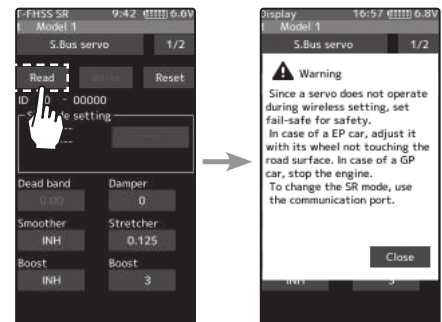 T-FHSS SR 9:42 6.6V
Model 1
S.Bus servo 1/2
Read Write Reset
ID 0 - 00000
de setting
Dead band Damper
0.00 0
Smoother Stretcher
INH 0.125
Boost Boost
INH 3
Display 16:57 6.8V
Model 1
S.Bus servo 1/2
Warning
Since a servo does not operate
during wireless setting, set
fail-safe for safety.
In case of a EP car, adjust it
with its wheel not touching the
road surface. In case of a GP
car, stop the engine.
To change the SR mode, use
the communication port.
Close
INH 3